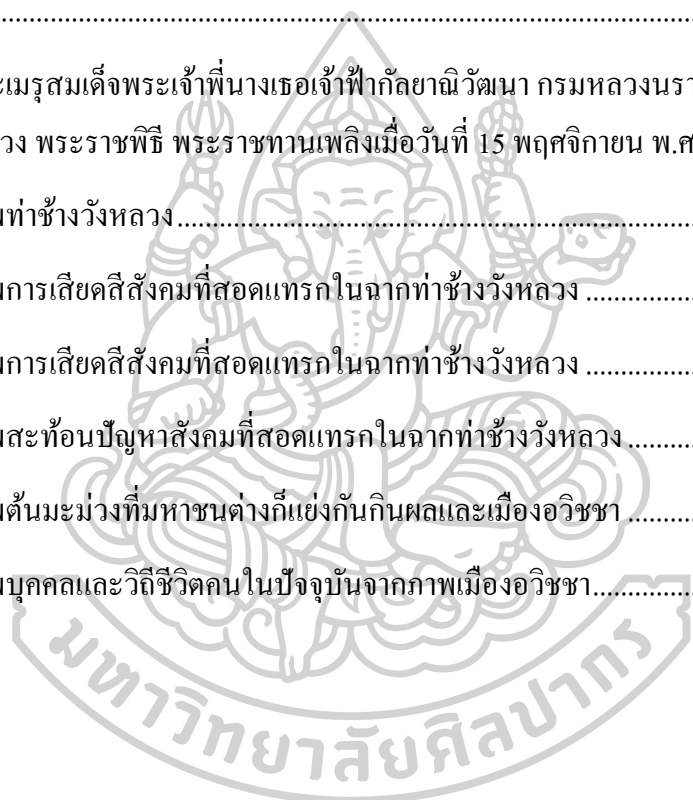 ...........................................................................................................
ะเมรุสมเด็จพระเจ้าพี่นางเธอเจ้าฟ้ากัลยาณิวัฒนา กรมหลวงนรา
วง พระราชพิธี พระราชทานเพลิงเมื่อวันที่ 15 พฤศจิกายน พ.ศ
มท่าช้างวังหลวง...........................................................................................
มการเสียดสีสังคมที่สอดแทรกในฉากท่าช้างวังหลวง ..................
มการเสียดสีสังคมที่สอดแทรกในฉากท่าช้างวังหลวง ..................
มสะท้อนปัญหาสังคมที่สอดแทรกในฉากท่าช้างวังหลวง ...........
มต้นมะม่วงที่มหาชนต่างก็แย่งกันกินผลและเมืองอวิชชา ...........
มบุคคลและวิถีชีวิตคนในปัจจุบันจากภาพเมืองอวิชชา.................
มหาวิทยาลัยศิลปากร